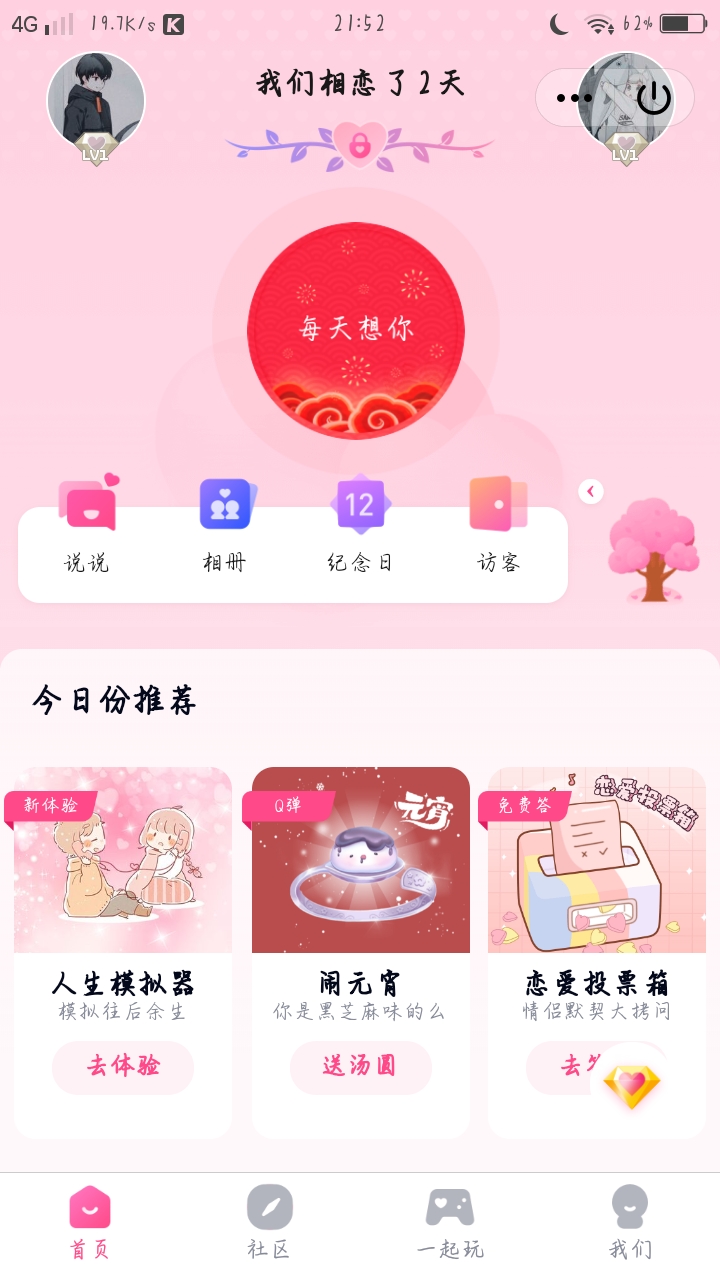 4G 19.7K/s K 21:52 62%
我们相恋了2天
LV1 LV1
每天想你
12
说说 相册 纪念日 访客
今日份推荐
新体验 Q弹 免费答
元宵 恋爱投票箱
人生模拟器 闹元宵 恋爱投票箱
模拟往后余生 你是黑芝麻味的么 情侣默契大拷问
去体验 送汤圆 去
首页 社区 一起玩 我们